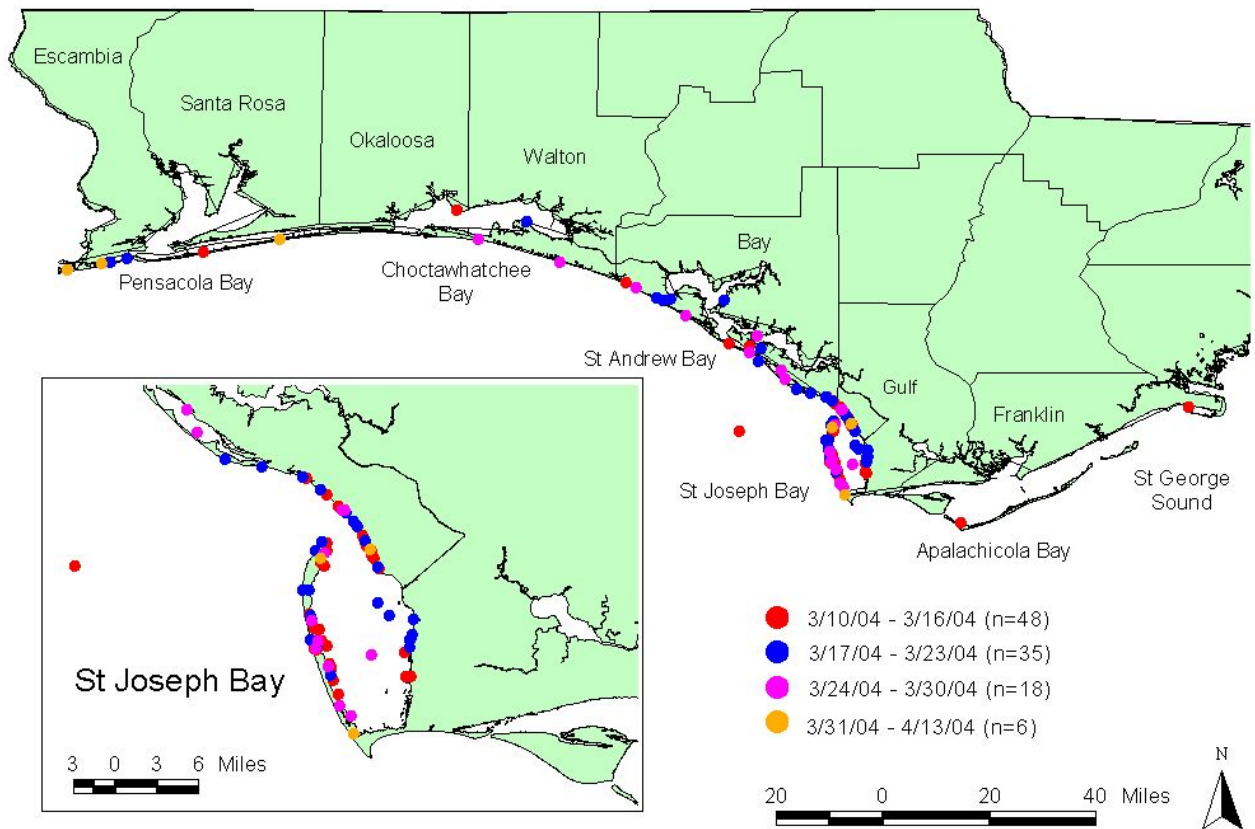 Escambia
Santa Rosa
Okaloosa
Walton
Bay
Pensacola Bay
Choctawhatchee
Bay
St Andrew Bay
Gulf
Franklin
St Joseph Bay
St George
Sound
Apalachicola Bay
St Joseph Bay
3 0 3 6 Miles
3/10/04 - 3/16/04 (n=48)
3/17/04 - 3/23/04 (n=35)
3/24/04 - 3/30/04 (n=18)
3/31/04 - 4/13/04 (n=6)
20 0 20 40 Miles
N